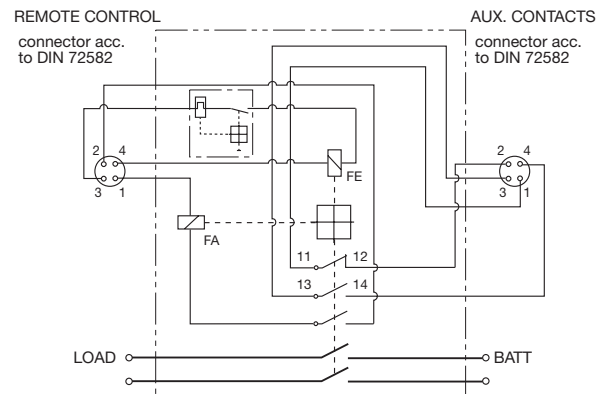 REMOTE CONTROL
connector acc.
to DIN 72582
AUX. CONTACTS
connector acc.
to DIN 72582
2 4
3 1
FE
FA
2 4
3 1
11 12
13 14
LOAD
BATT